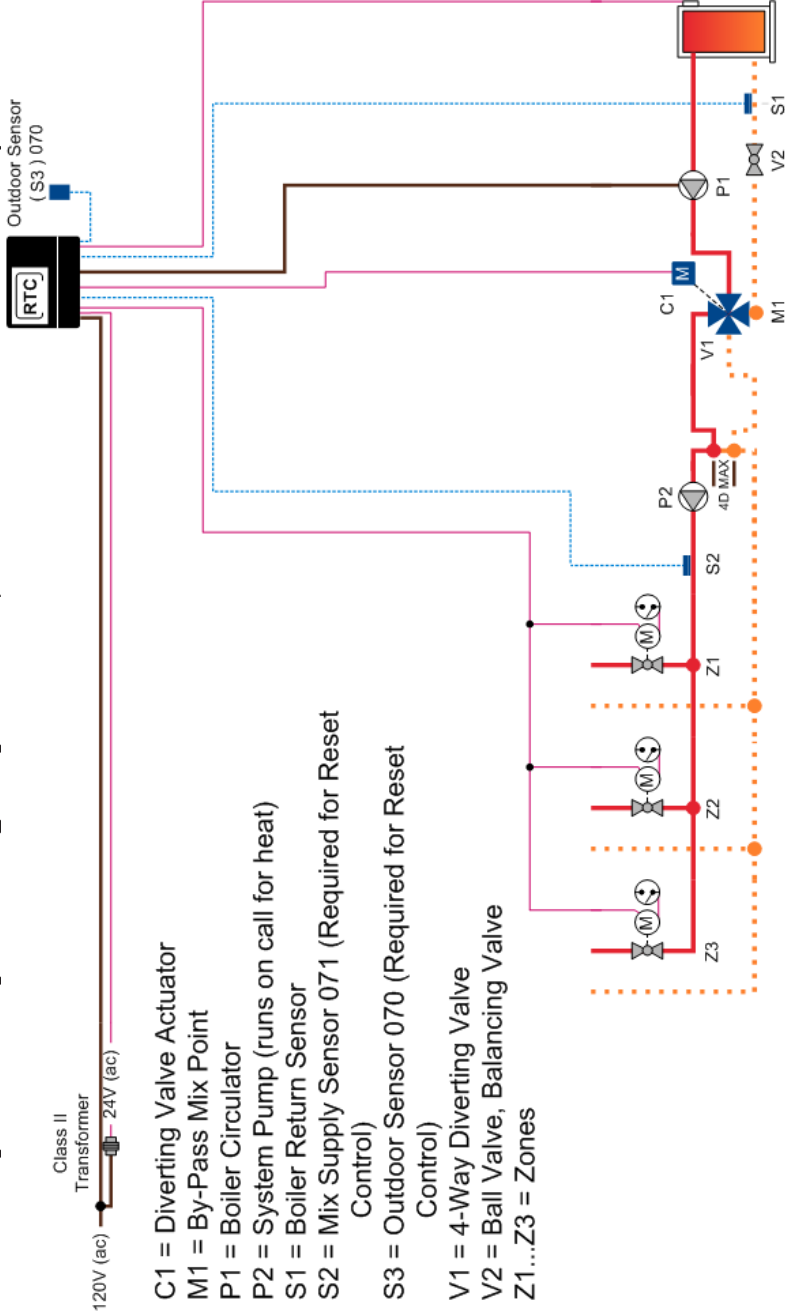 Outdoor Sensor
( S3 ) 070
RTC
Class II
Transformer
120V (ac)
24V (ac)
C1 = Diverting Valve Actuator
M1 = By-Pass Mix Point
P1 = Boiler Circulator
P2 = System Pump (runs on call for heat)
S1 = Boiler Return Sensor
S2 = Mix Supply Sensor 071 (Required for Reset
Control)
S3 = Outdoor Sensor 070 (Required for Reset
Control)
V1 = 4-Way Diverting Valve
V2 = Ball Valve, Balancing Valve
Z1...Z3 = Zones
Z3
M
Z2
M
Z1
M
S2
P2
4D MAX
V1
C1
M
M1
P1
V2
S1